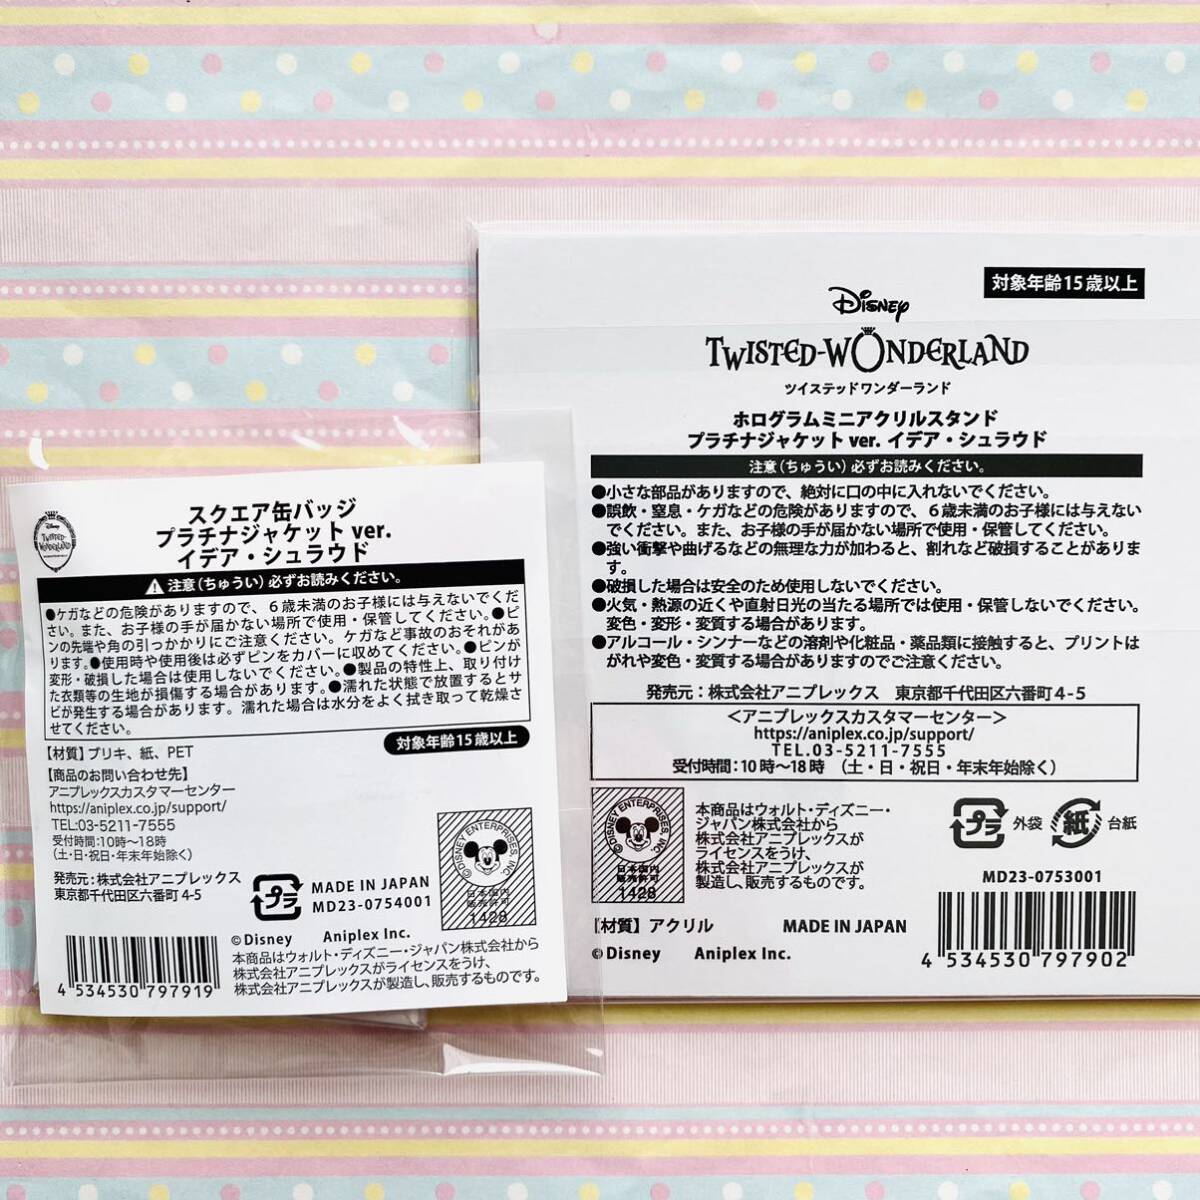 Disney
TWISTED-WONDERLAND
スクエア缶バッジ
プラチナジャケット ver.
イデア・シュラウド
注意(ちゅうい)必ずお読みください。
●ケガなどの危険がありますので、６歳未満のお子様には与えないでくだ
さい。また、お子様の手が届かない場所で使用・保管してください。●ピ
ンの先端や角の引っかかりにご注意ください。ケガなど事故のおそれがあ
ります。●使用時や使用後は必ずピンをカバーに収めてください。●ピンが
変形・破損した場合は使用しないでください。●製品の特性上、取り付け
た衣類等の生地が損傷する場合があります。●濡れた状態で放置するとサ
ビが発生する場合があります。濡れた場合は水分をよく拭き取って乾燥さ
せてください。
対象年齢15歳以上
【材質】ブリキ、紙、PET
【商品のお問い合わせ先】
アニプレックスカスタマーセンター
https://aniplex.co.jp/support/
TEL:03-5211-7555
受付時間:10時〜18時
(土・日・祝日・年末年始除く)
発売元:株式会社アニプレックス
東京都千代田区六番町 4-5
プラ
MADE IN JAPAN
MD23-0754001
©DISNEY ENTERPRISES, INC.
日本国内
販売許可
1428
©Disney Aniplex Inc.
本商品はウォルト・ディズニー・ジャパン株式会社から
株式会社アニプレックスがライセンスをうけ、
株式会社アニプレックスが製造し、販売するものです。
4 534530 797919
対象年齢15歳以上
Disney
TWISTED-WONDERLAND
ツイステッドワンダーランド
ホログラムミニアクリルスタンド
プラチナジャケット ver. イデア・シュラウド
注意(ちゅうい)必ずお読みください。
●小さな部品がありますので、絶対に口の中に入れないでください。
●誤飲・窒息・ケガなどの危険がありますので、６歳未満のお子様には与えない
でください。また、お子様の手が届かない場所で使用・保管してください。
●強い衝撃や曲げるなどの無理な力が加わると、割れなど破損することがありま
す。
●破損した場合は安全のため使用しないでください。
●火気・熱源の近くや直射日光の当たる場所では使用・保管しないでください。
変色・変形・変質する場合があります。
●アルコール・シンナーなどの溶剤や化粧品・薬品類に接触すると、プリントは
がれや変色・変質する場合がありますのでご注意ください。
発売元:株式会社アニプレックス 東京都千代田区六番町 4-5
＜アニプレックスカスタマーセンター＞
https://aniplex.co.jp/support/
TEL.03-5211-7555
受付時間:10時〜18時 (土・日・祝日・年末年始除く)
©DISNEY ENTERPRISES, INC.
日本国内
販売許可
1428
本商品はウォルト・ディズニー・
ジャパン株式会社から
株式会社アニプレックスが
ライセンスをうけ、
株式会社アニプレックスが
製造し、販売するものです。
プラ 外袋 紙 台紙
MD23-0753001
【材質】アクリル MADE IN JAPAN
©Disney Aniplex Inc.
4 534530 797902